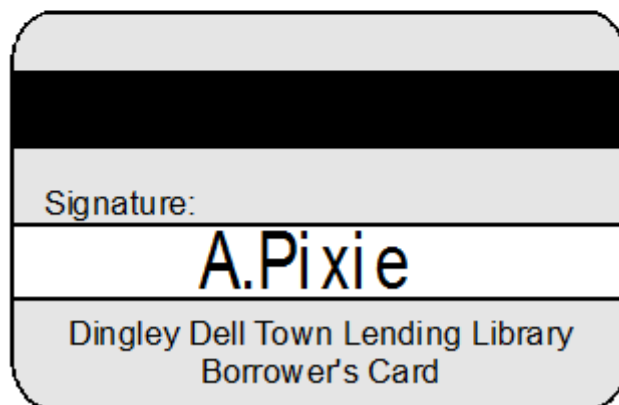 Signature:
A.Pixie
Dingley Dell Town Lending Library
Borrower's Card